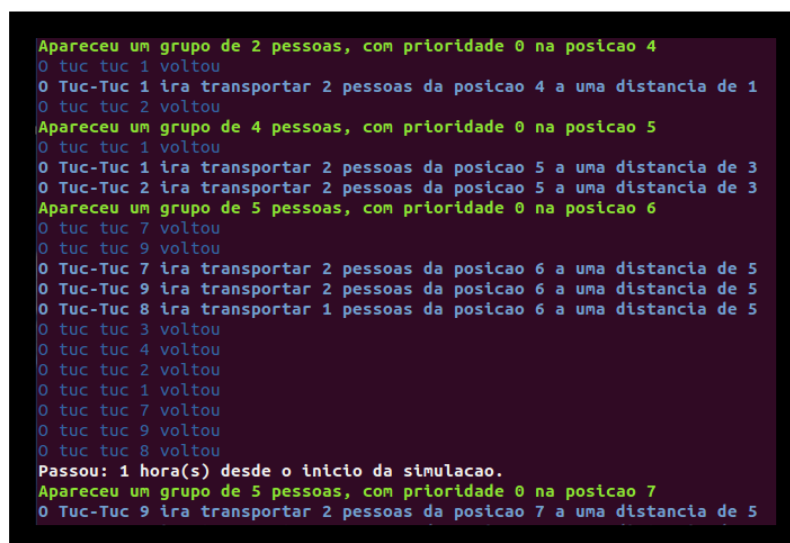 Apareceu um grupo de 2 pessoas, com prioridade 0 na posicao 4
O tuc tuc 1 voltou
O Tuc-Tuc 1 ira transportar 2 pessoas da posicao 4 a uma distancia de 1
O tuc tuc 2 voltou
Apareceu um grupo de 4 pessoas, com prioridade 0 na posicao 5
O tuc tuc 1 voltou
O Tuc-Tuc 1 ira transportar 2 pessoas da posicao 5 a uma distancia de 3
O Tuc-Tuc 2 ira transportar 2 pessoas da posicao 5 a uma distancia de 3
Apareceu um grupo de 5 pessoas, com prioridade 0 na posicao 6
O tuc tuc 7 voltou
O tuc tuc 9 voltou
O Tuc-Tuc 7 ira transportar 2 pessoas da posicao 6 a uma distancia de 5
O Tuc-Tuc 9 ira transportar 2 pessoas da posicao 6 a uma distancia de 5
O Tuc-Tuc 8 ira transportar 1 pessoas da posicao 6 a uma distancia de 5
O tuc tuc 3 voltou
O tuc tuc 4 voltou
O tuc tuc 2 voltou
O tuc tuc 1 voltou
O tuc tuc 7 voltou
O tuc tuc 9 voltou
O tuc tuc 8 voltou
Passou: 1 hora(s) desde o inicio da simulacao.
Apareceu um grupo de 5 pessoas, com prioridade 0 na posicao 7
O Tuc-Tuc 9 ira transportar 2 pessoas da posicao 7 a uma distancia de 5